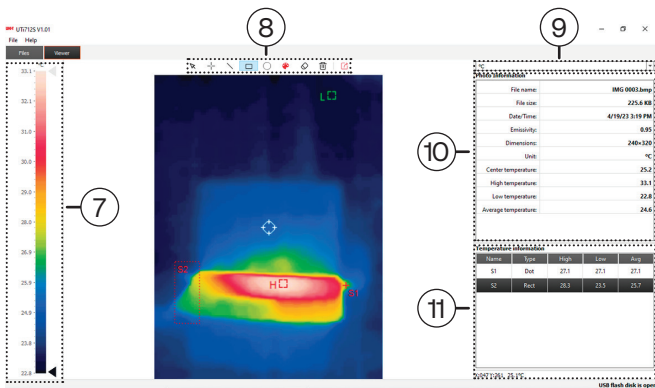 UTi712S V1.01
File Help
Files Viewer
8
9
°C
°C
33.1
32.1
31.0
30.0
29.0
28.0
26.9
25.9
24.9
23.8
22.8
7
L
S2
H
S1
10
Photo Information
File name: IMG 0003.bmp
File size: 225.6 KB
Date/Time: 4/19/23 3:19 PM
Emissivity: 0.95
Dimensions: 240×320
Unit: °C
Center temperature: 25.2
High temperature: 33.1
Low temperature: 22.8
Average temperature: 24.6
11
Temperature information
Name Type High Low Avg
S1 Dot 27.1 27.1 27.1
S2 Rect 28.3 23.5 25.7
USB flash disk is open